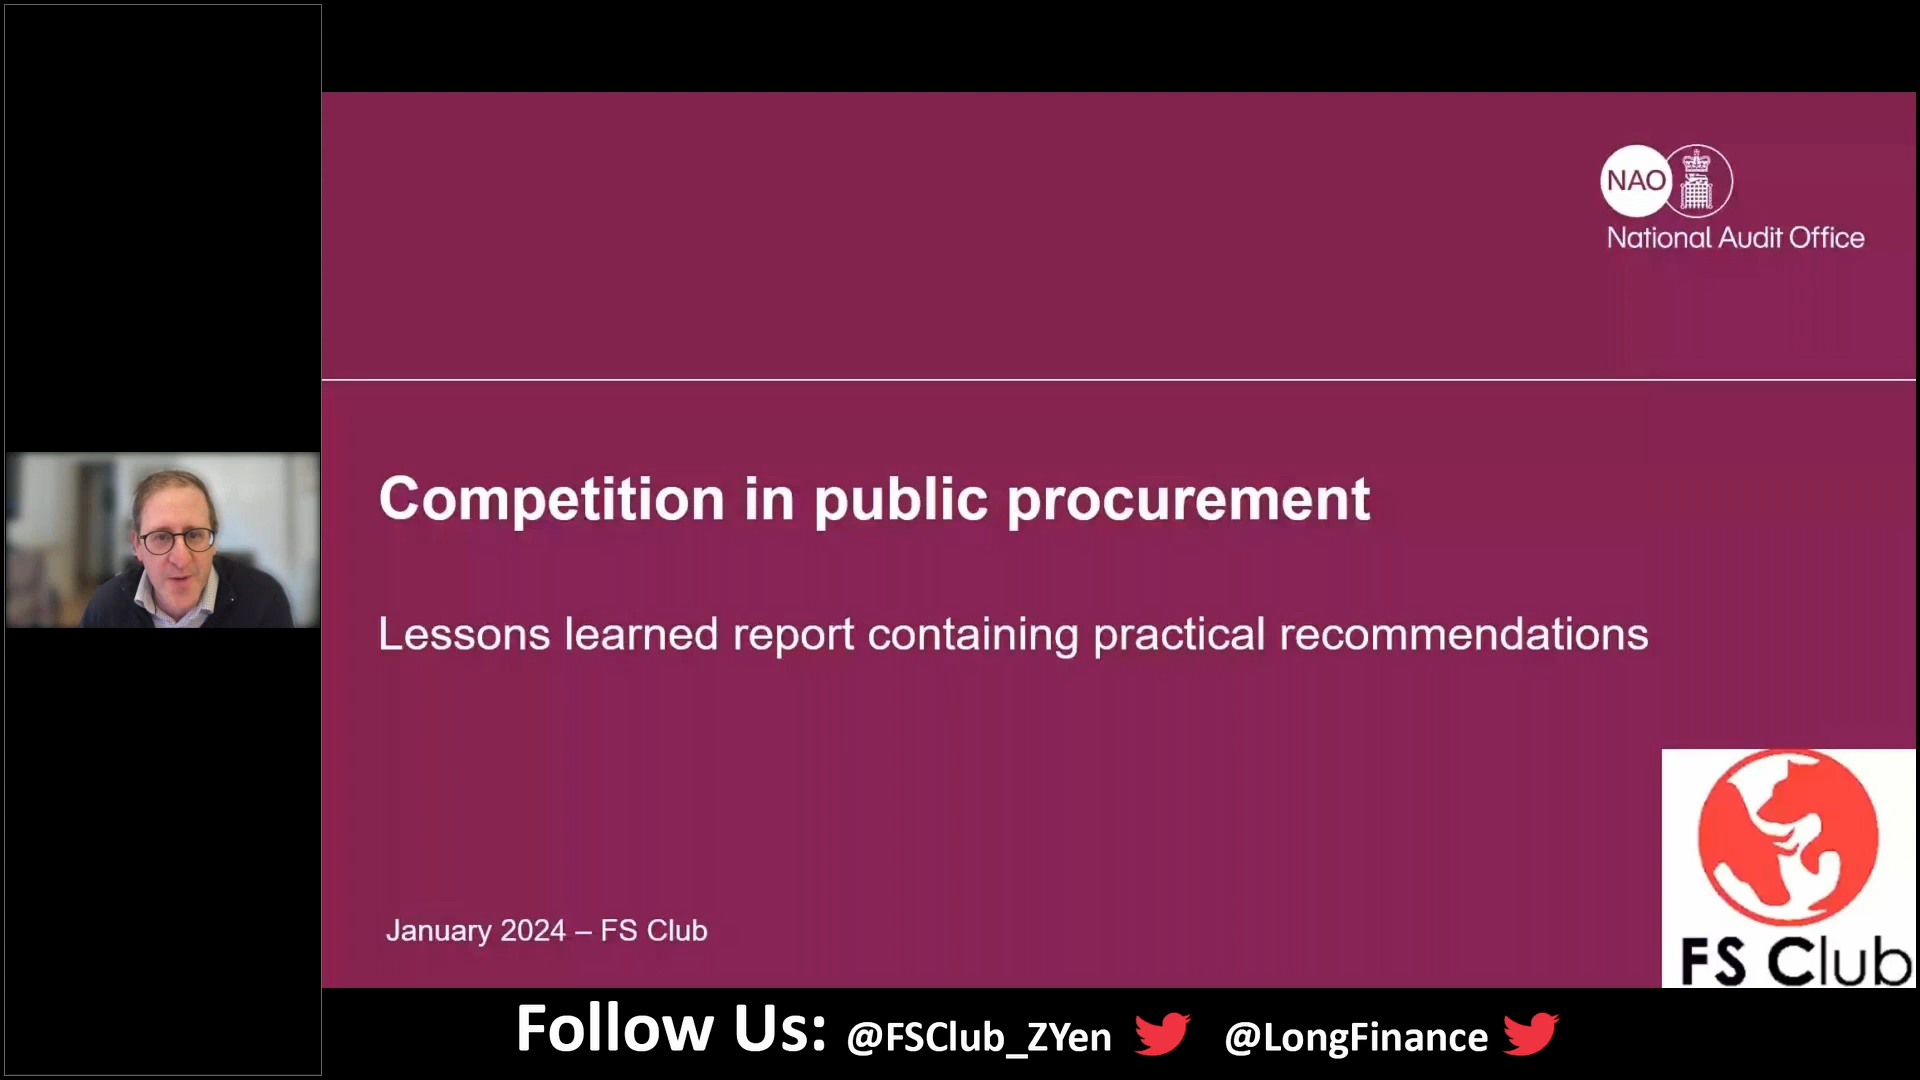 NAO
National Audit Office
Competition in public procurement
Lessons learned report containing practical recommendations
January 2024 – FS Club
FS Club
Follow Us: @FSClub_ZYen @LongFinance